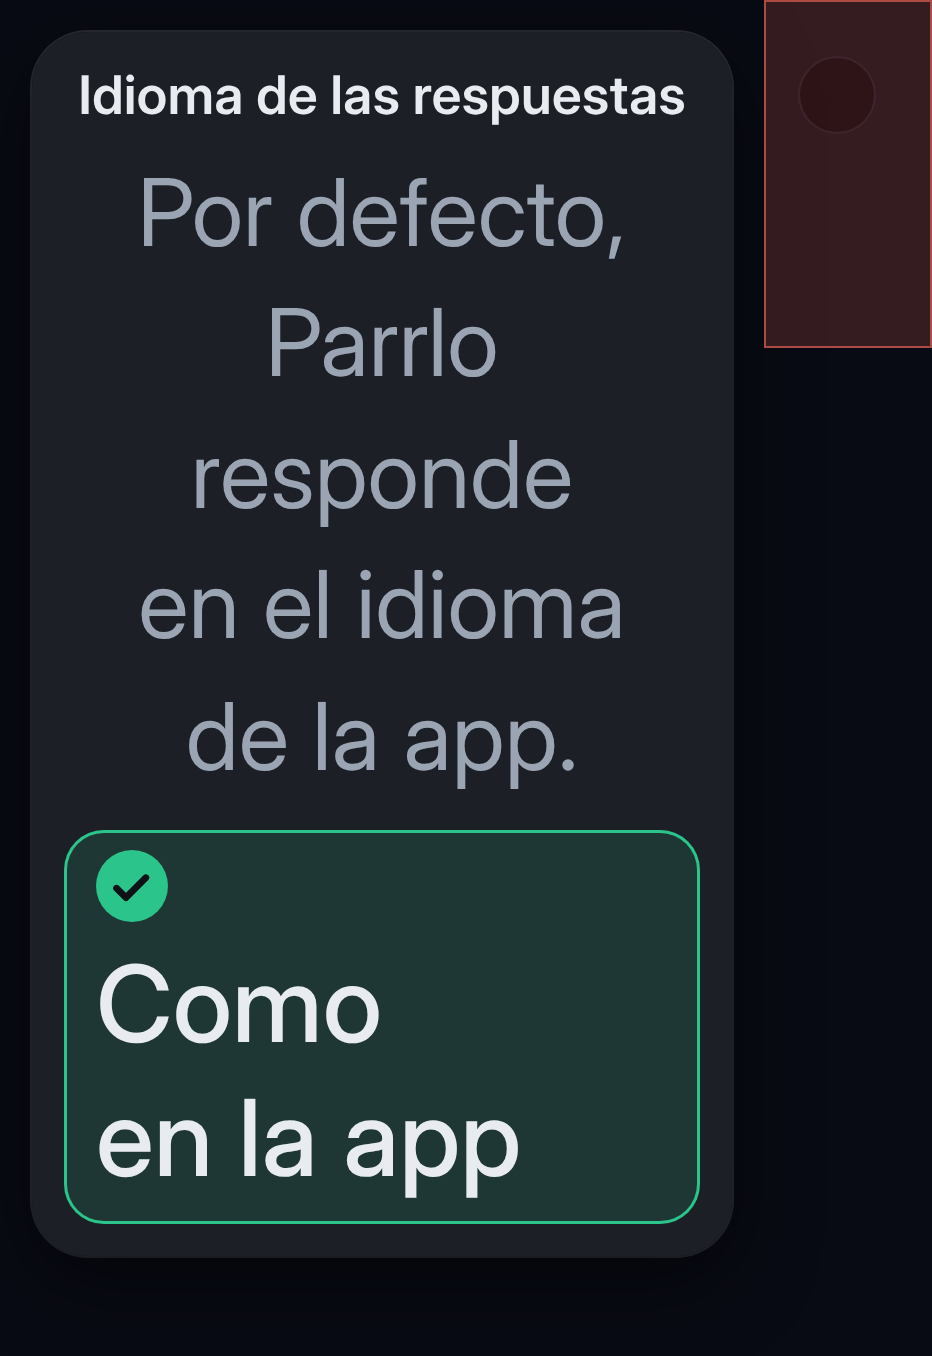 Idioma de las respuestas
Por defecto,
Parrlo
responde
en el idioma
de la app.
Como
en la app